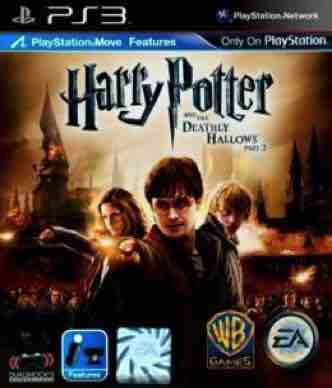 PS3
PlayStation Network
PlayStation Move Features
Only On PlayStation
Harry Potter
AND THE
DEATHLY
HALLOWS
PART 2
Features
WB
GAMES
EA